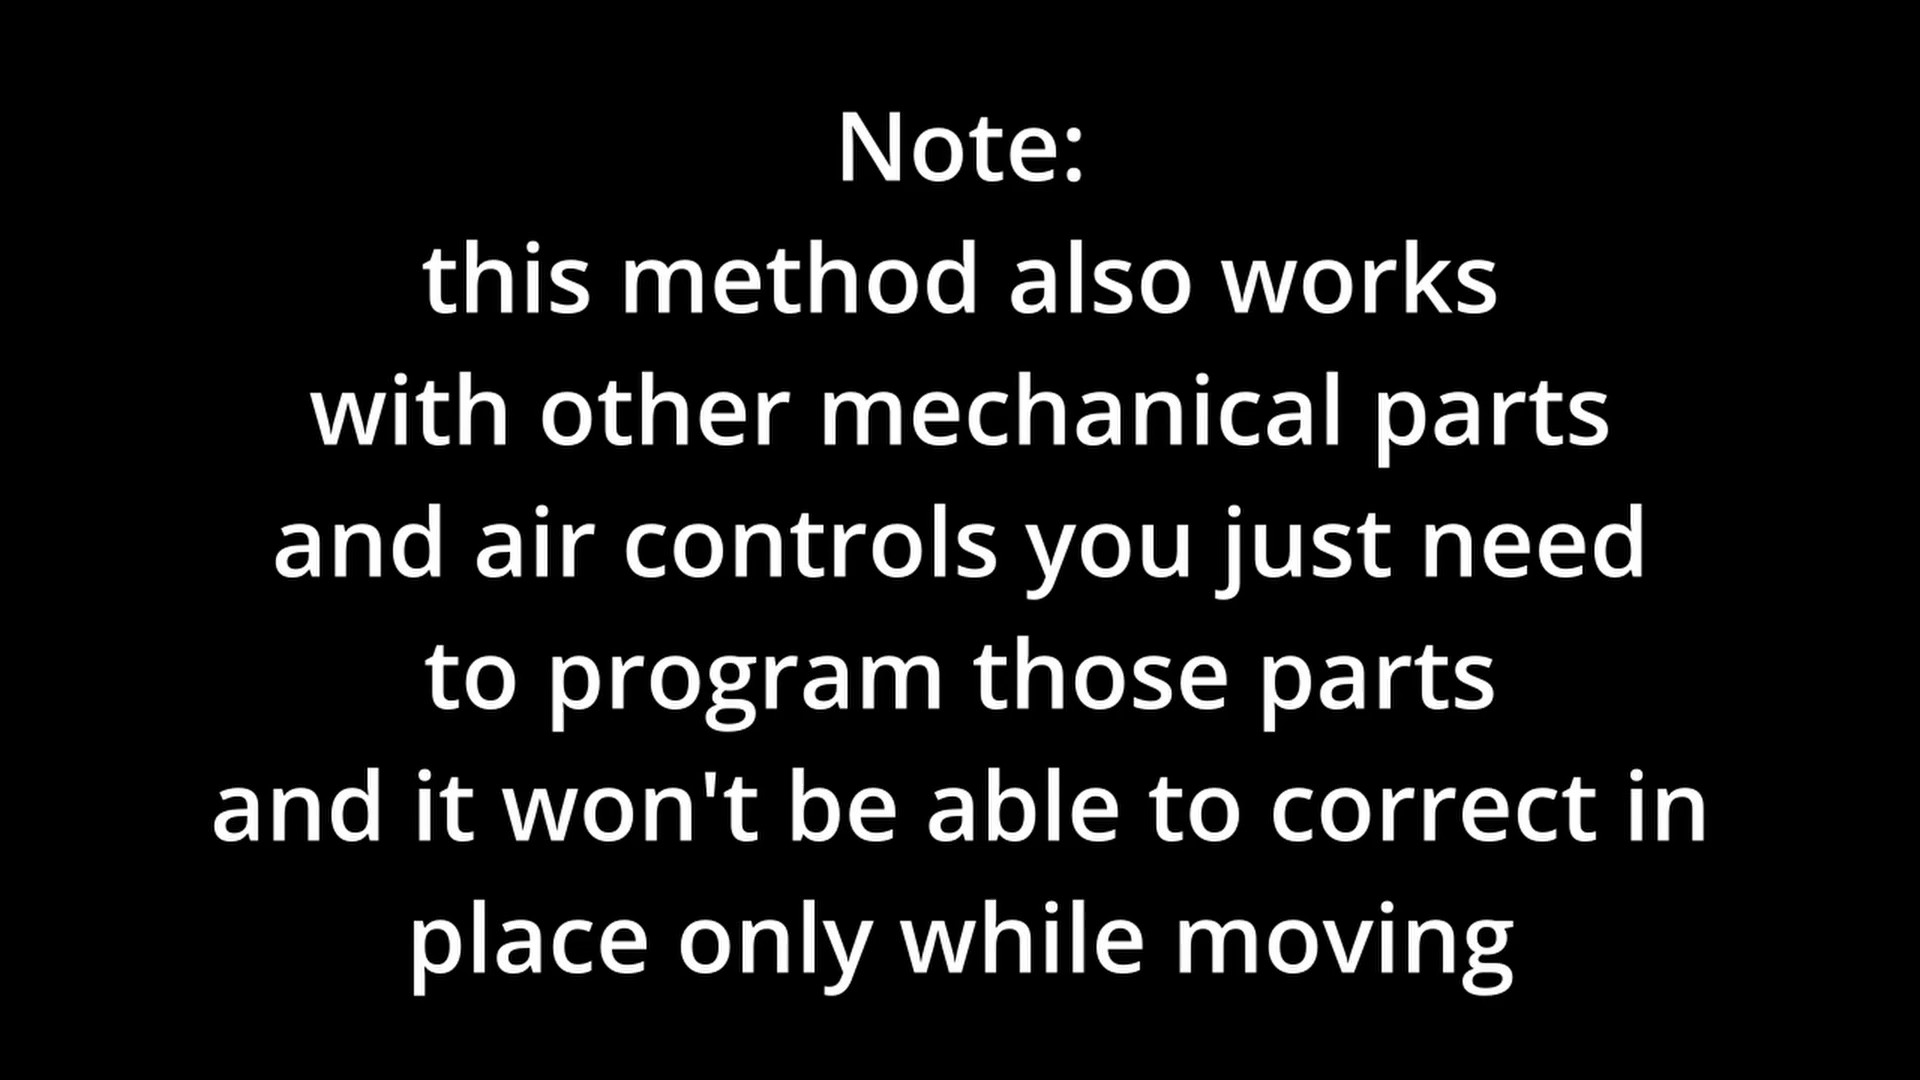 Note:
this method also works
with other mechanical parts
and air controls you just need
to program those parts
and it won't be able to correct in
place only while moving